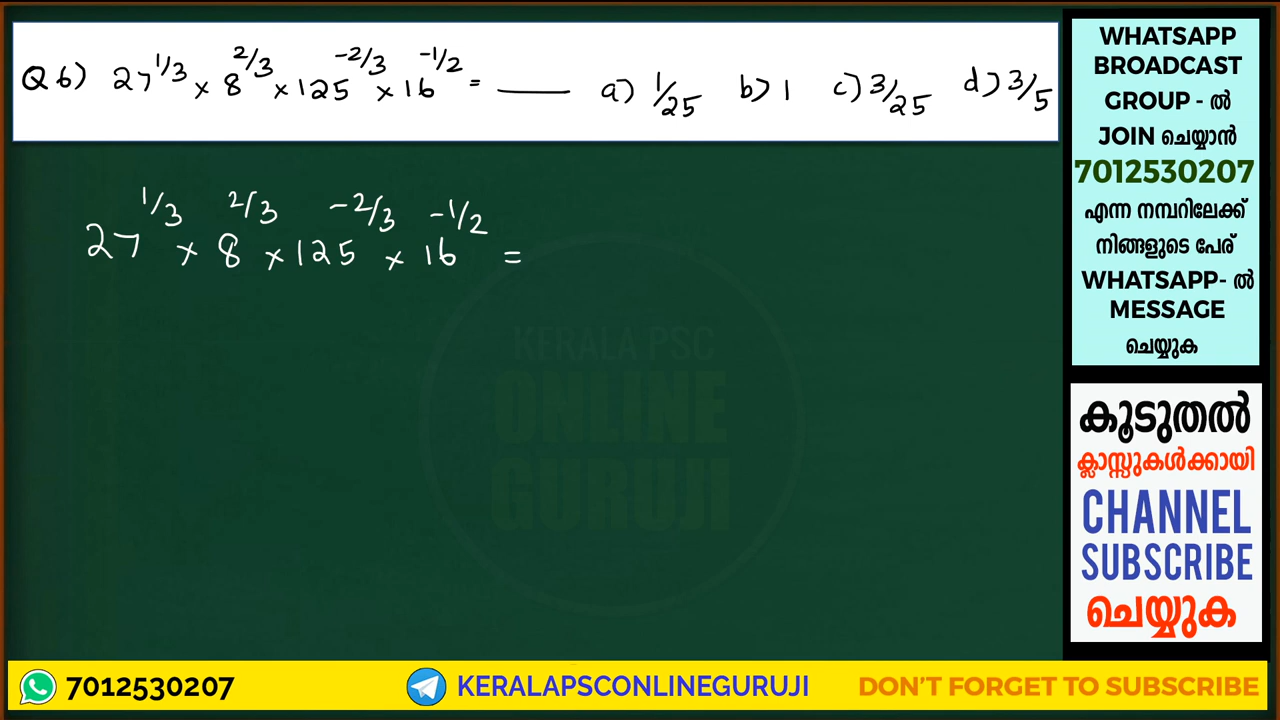 Q 6) 27^1/3 × 8^2/3 × 125^-2/3 × 16^-1/2 = ____ a) 1/25 b) 1 c) 3/25 d) 3/5
27^1/3 × 8^2/3 × 125^-2/3 × 16^-1/2 =
KERALA PSC
ONLINE
GURUJI
WHATSAPP
BROADCAST
GROUP - ൽ
JOIN ചെയ്യാൻ
7012530207
എന്ന നമ്പറിലേക്ക്
നിങ്ങളുടെ പേര്
WHATSAPP- ൽ
MESSAGE
ചെയ്യുക
കൂടുതൽ
ക്ലാസ്സുകൾക്കായി
CHANNEL
SUBSCRIBE
ചെയ്യുക
7012530207 KERALAPSCONLINEGURUJI DON'T FORGET TO SUBSCRIBE